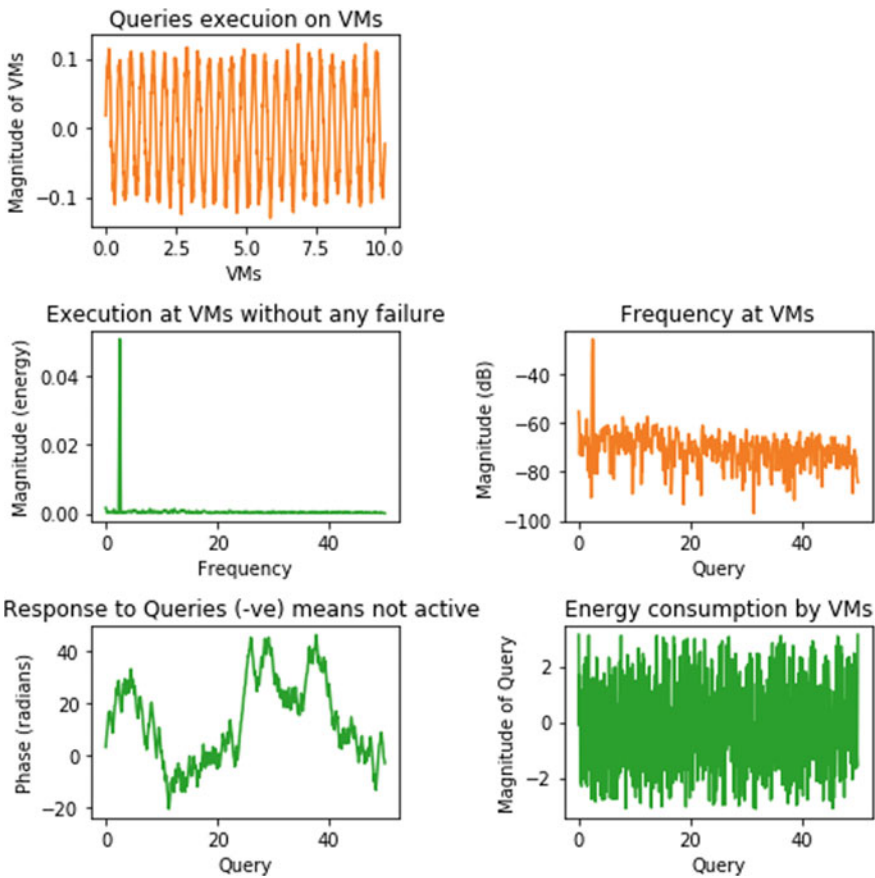 Queries execuion on VMs
Magnitude of VMs
0.1
0.0
−0.1
0.0 2.5 5.0 7.5 10.0
VMs
Execution at VMs without any failure
Magnitude (energy)
0.04
0.02
0.00
0 20 40
Frequency
Frequency at VMs
Magnitude (dB)
−40
−60
−80
−100
0 20 40
Query
Response to Queries (-ve) means not active
Phase (radians)
40
20
0
−20
0 20 40
Query
Energy consumption by VMs
Magnitude of Query
2
0
−2
0 20 40
Query